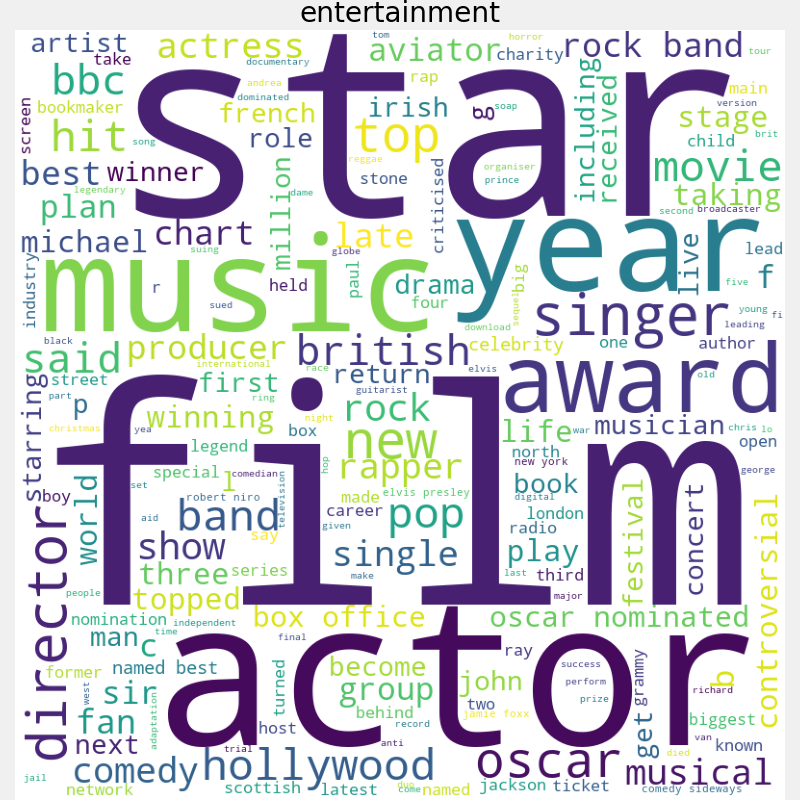 entertainment
artist
take
actress
documentary
tom
aviator
horror
charity
rock band
tour
bbc
andrea
rap
main
version
bookmaker
dominated
french
irish
g
soap
including
received
stage
brit
screen
hit
song
role
top
star
child
reggae
organiser
movie
best
winner
stone
criticised
prince
taking
legendary
dame
plan
million
second
broadcaster
michael
chart
late
year
live
lead
suing
globe
industry
music
r
held
paul
drama
big
f
sued
four
sequel
five
young
fi
singer
leading
black
download
said
producer
international
british
celebrity
one
author
street
first
race
return
elvis
award
old
part
ring
guitarist
p
winning
rock
christmas
yea
night
box
new
life
musician
war
chris
lo
starring
legend
hop
north
open
world
special
l
comedian
rapper
new york
george
boy
set
robert niro
television
made
elvis presley
book
digital
concert
aid
band
career
pop
london
festival
controversial
given
radio
say
film
director
show
single
play
three
series
make
last
third
people
topped
major
nomination
independent
box office
oscar nominated
man
c
time
final
actor
ray
former
named best
become
success
grammy
b
west
adaptation
sir
turned
group
john
perform
richard
fan
behind
two
prize
biggest
jamie foxx
get
next
host
record
van
known
trial
anti
died
comedy
hollywood
oscar
musical
jail
network
scottish
latest
duo
come
named
jackson
ticket
comedy sideways